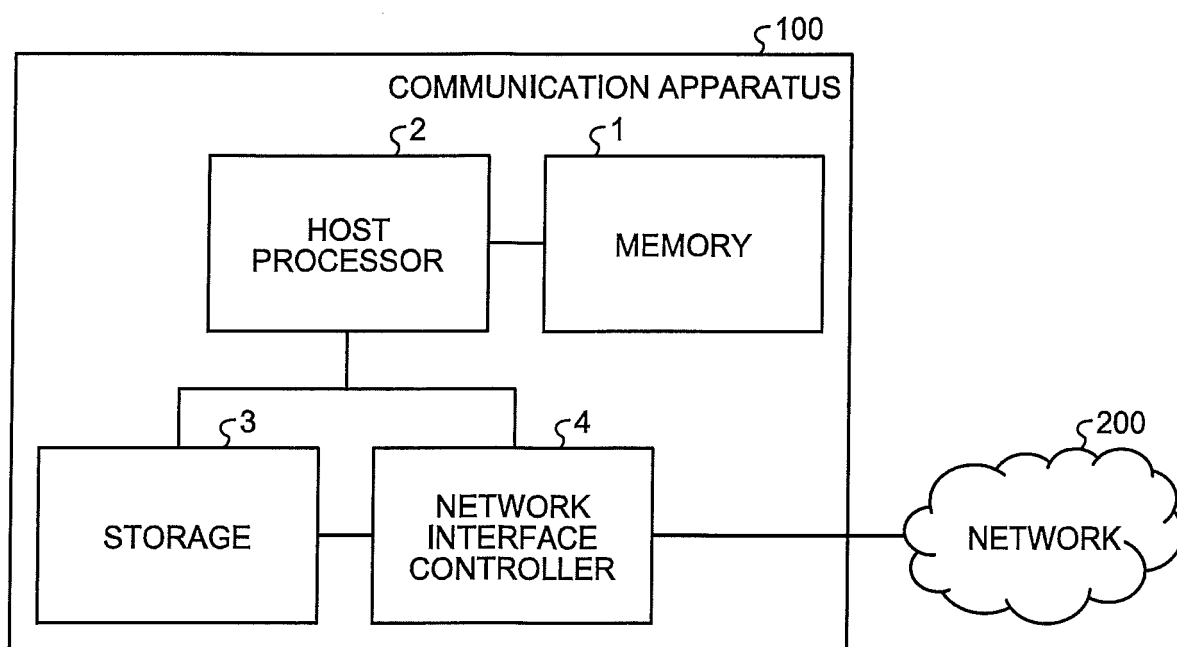 100
COMMUNICATION APPARATUS
2
1
HOST
PROCESSOR
MEMORY
3
4
200
STORAGE
NETWORK
INTERFACE
CONTROLLER
NETWORK